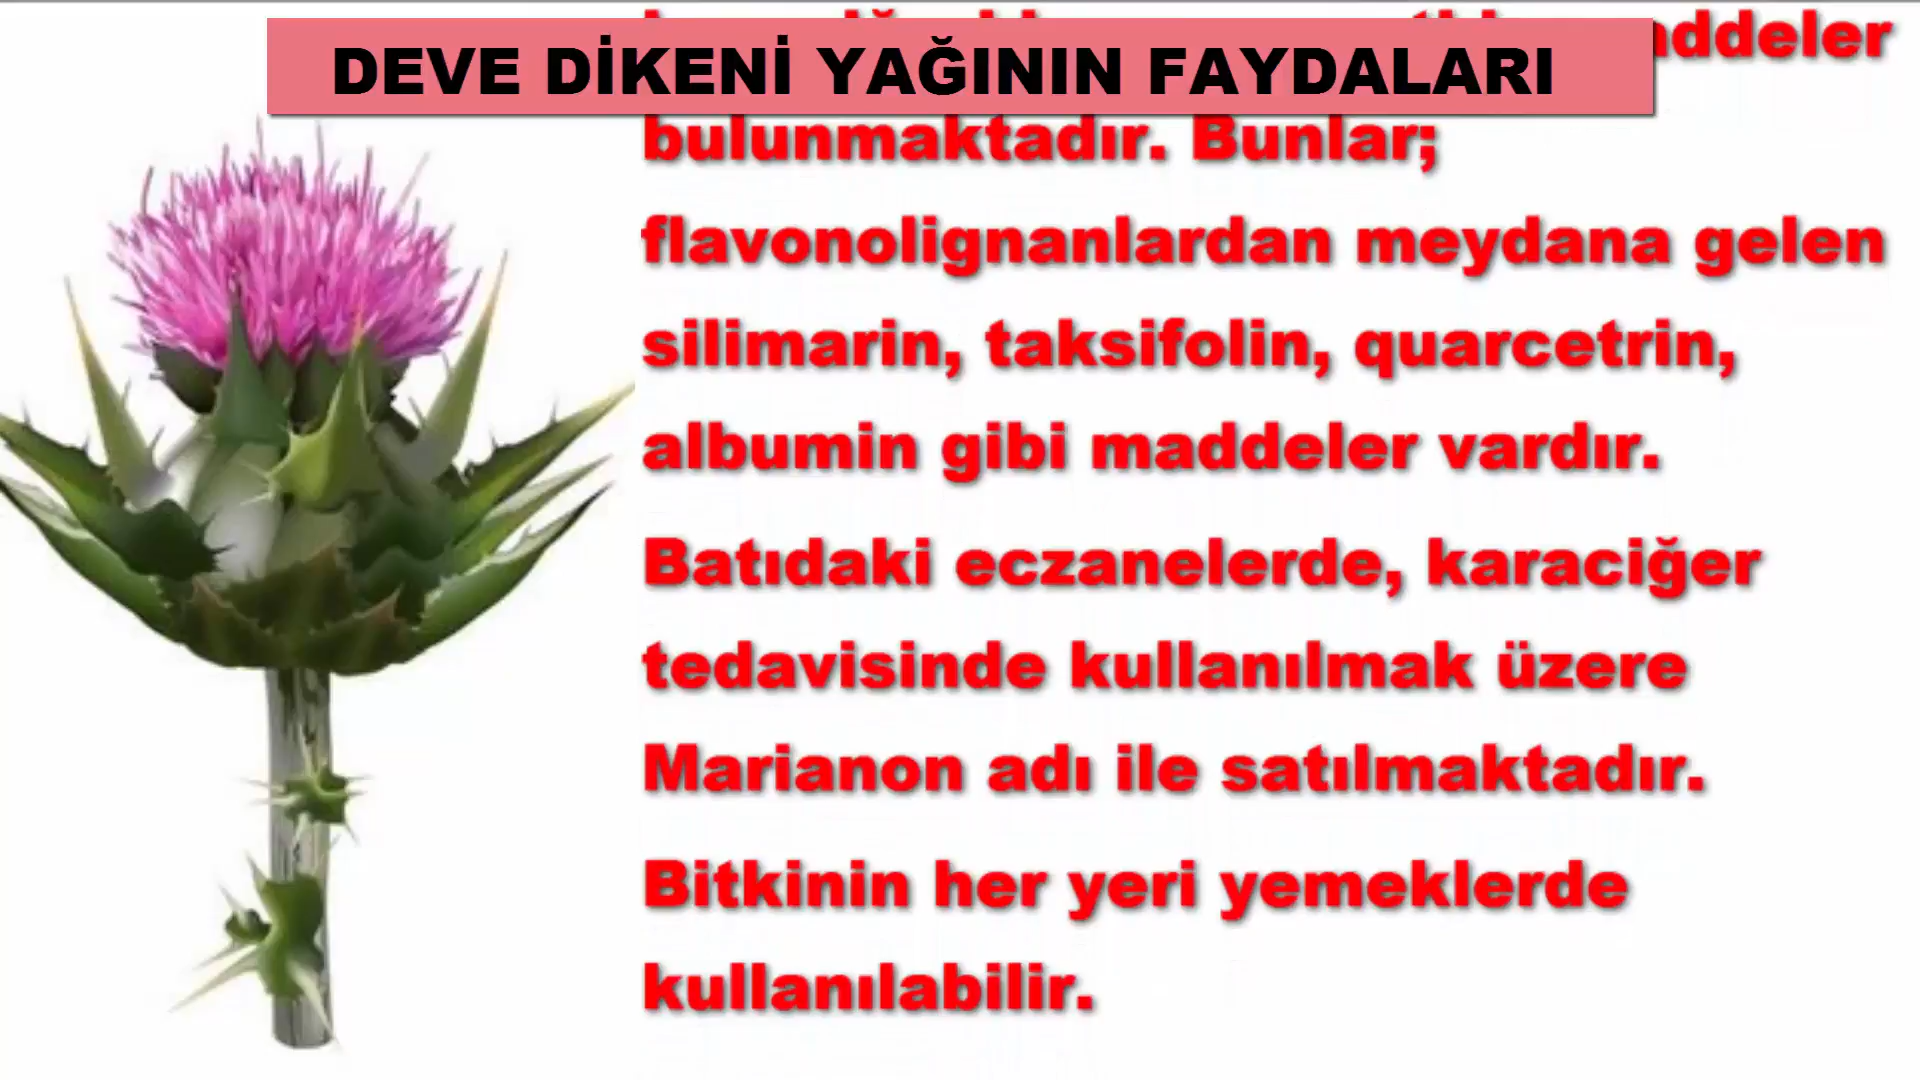 DEVE DİKENİ YAĞININ FAYDALARI
bulunmaktadır. Bunlar;
flavonolignanlardan meydana gelen
silimarin, taksifolin, quarcetrin,
albumin gibi maddeler vardır.
Batıdaki eczanelerde, karaciğer
tedavisinde kullanılmak üzere
Marianon adı ile satılmaktadır.
Bitkinin her yeri yemeklerde
kullanılabilir.